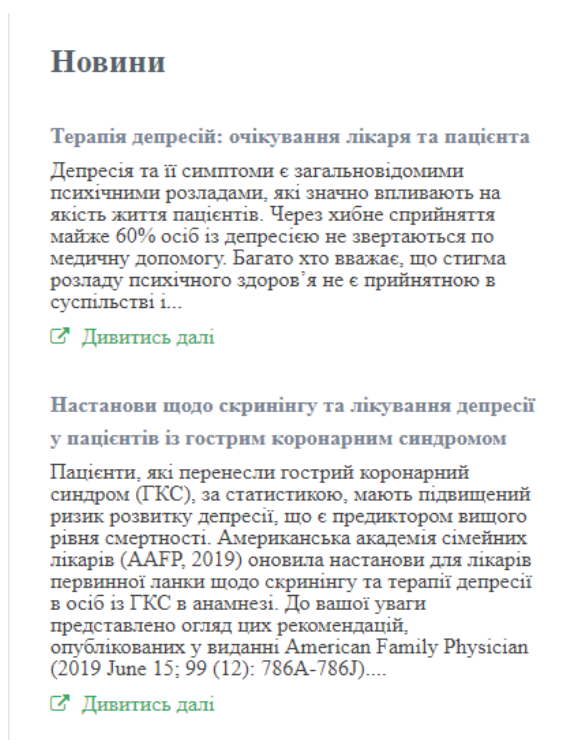 Новини
Терапія депресій: очікування лікаря та пацієнта
Депресія та її симптоми є загальновідомими
психічними розладами, які значно впливають на
якість життя пацієнтів. Через хибне сприйняття
майже 60% осіб із депресією не звертаються по
медичну допомогу. Багато хто вважає, що стигма
розладу психічного здоров’я не є прийнятною в
суспільстві і...
Дивитись далі
Настанови щодо скринінгу та лікування депресії
у пацієнтів із гострим коронарним синдромом
Пацієнти, які перенесли гострий коронарний
синдром (ГКС), за статистикою, мають підвищений
ризик розвитку депресії, що є предиктором вищого
рівня смертності. Американська академія сімейних
лікарів (AAFP, 2019) оновила настанови для лікарів
первинної ланки щодо скринінгу та терапії депресії
в осіб із ГКС в анамнезі. До вашої уваги
представлено огляд цих рекомендацій,
опублікованих у виданні American Family Physician
(2019 June 15; 99 (12): 786A-786J)....
Дивитись далі